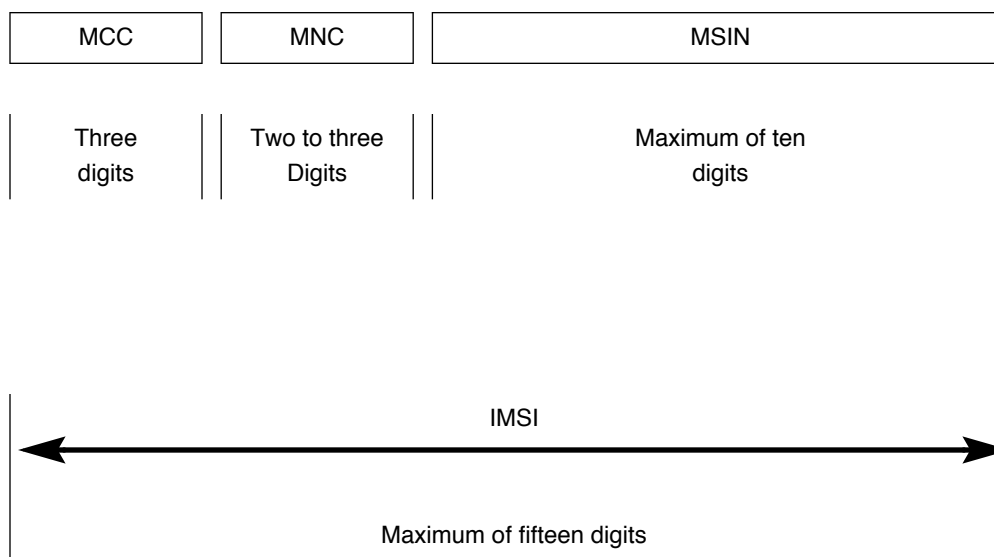 MCC
MNC
MSIN
Three
digits
Two to three
Digits
Maximum of ten
digits
IMSI
Maximum of fifteen digits